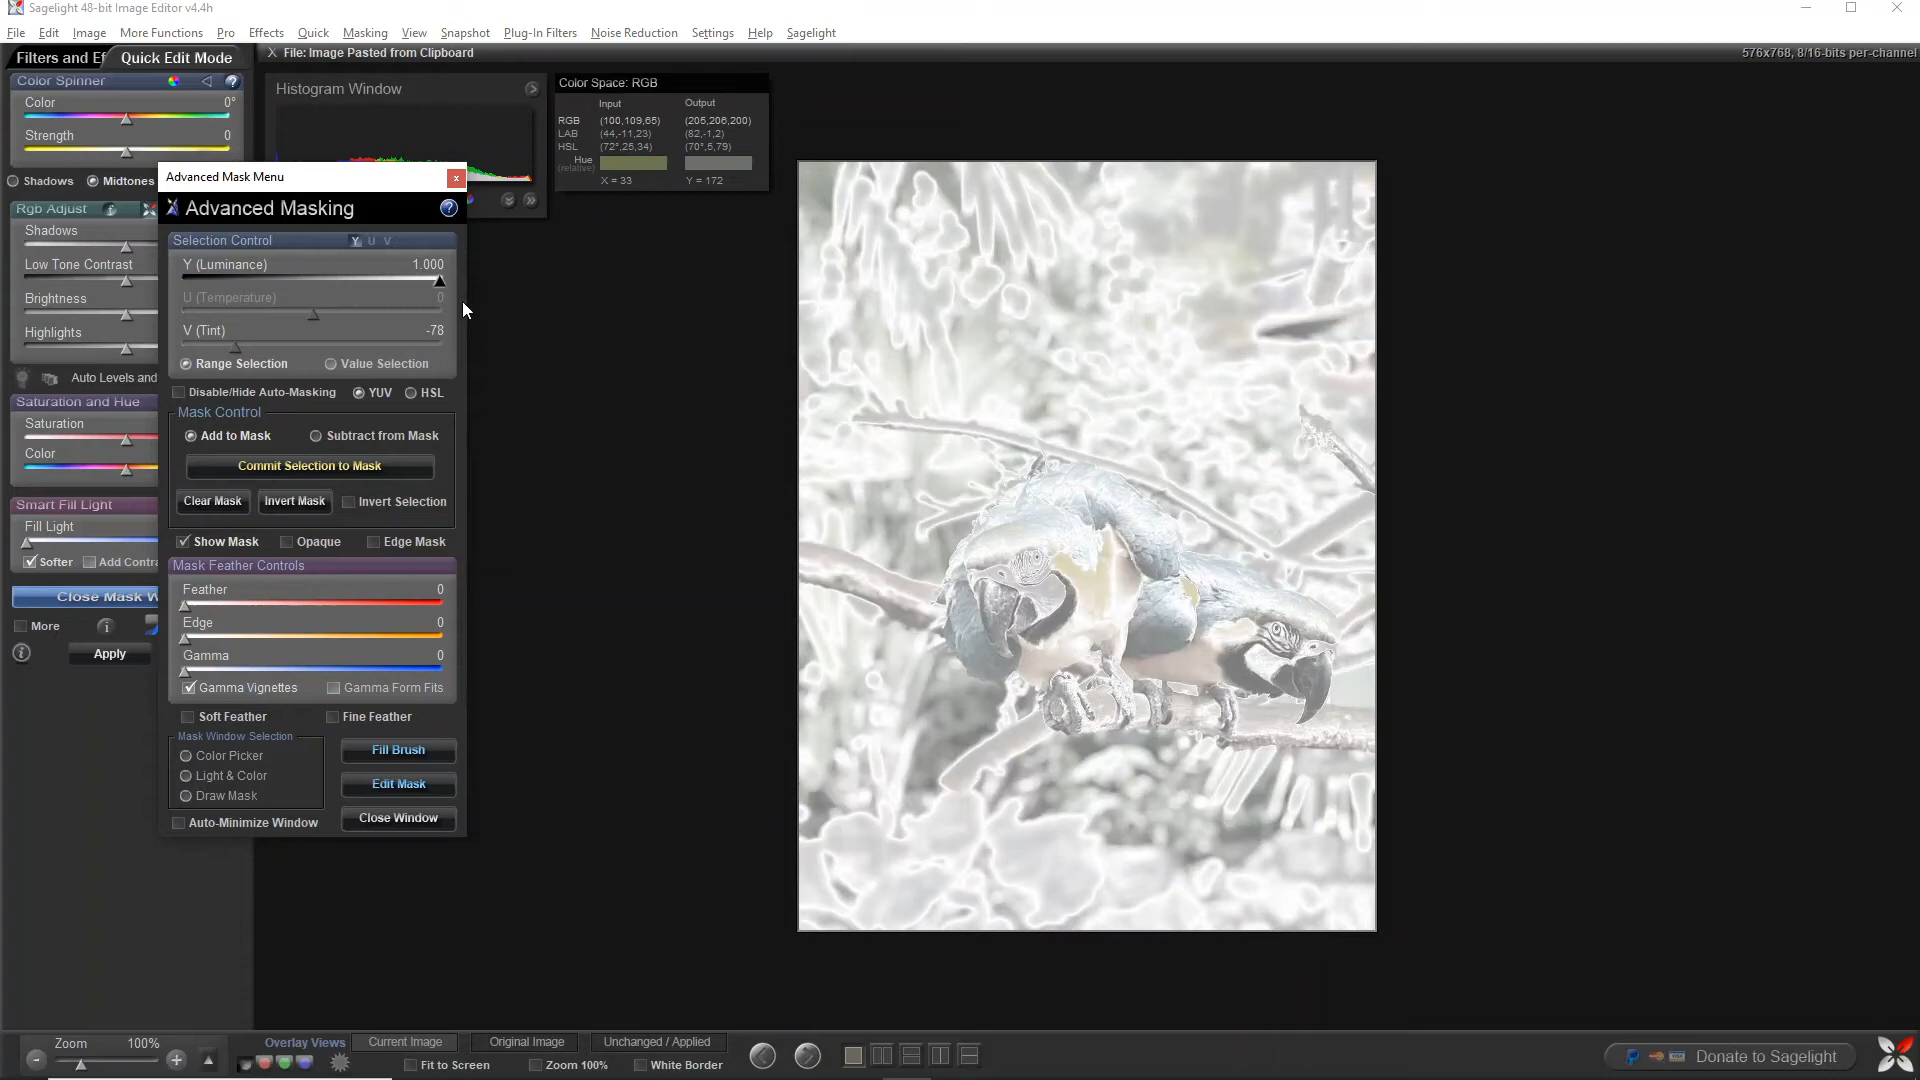 Sagelight 48-bit Image Editor v4.4h
File Edit Image More Functions Pro Effects Quick Masking View Snapshot Plug-In Filters Noise Reduction Settings Help Sagelight
Filters and Ef Quick Edit Mode
X File: Image Pasted from Clipboard
576x768, 8/16-bits per-channel
Color Spinner ?
Color 0°
Strength 0
Shadows Midtones
Rgb Adjust
Shadows
Low Tone Contrast
Brightness
Highlights
Auto Levels and
Saturation and Hue
Saturation
Color
Smart Fill Light
Fill Light
Softer Add Contra
Close Mask W
More
Apply
Histogram Window
Color Space: RGB
Input Output
RGB (100,109,65) (205,206,200)
LAB (44,-11,23) (82,-1,2)
HSL (72°,25,34) (70°,5,79)
Hue
(relative)
X = 33 Y = 172
Advanced Mask Menu x
Advanced Masking ?
Selection Control Y U V
Y (Luminance) 1.000
U (Temperature) 0
V (Tint) -78
Range Selection Value Selection
Disable/Hide Auto-Masking YUV HSL
Mask Control
Add to Mask Subtract from Mask
Commit Selection to Mask
Clear Mask Invert Mask Invert Selection
Show Mask Opaque Edge Mask
Mask Feather Controls
Feather 0
Edge 0
Gamma 0
Gamma Vignettes Gamma Form Fits
Soft Feather Fine Feather
Mask Window Selection
Color Picker
Light & Color
Draw Mask
Fill Brush
Edit Mask
Auto-Minimize Window Close Window
Zoom 100%
Overlay Views Current Image Original Image Unchanged / Applied
Fit to Screen Zoom 100% White Border
Donate to Sagelight